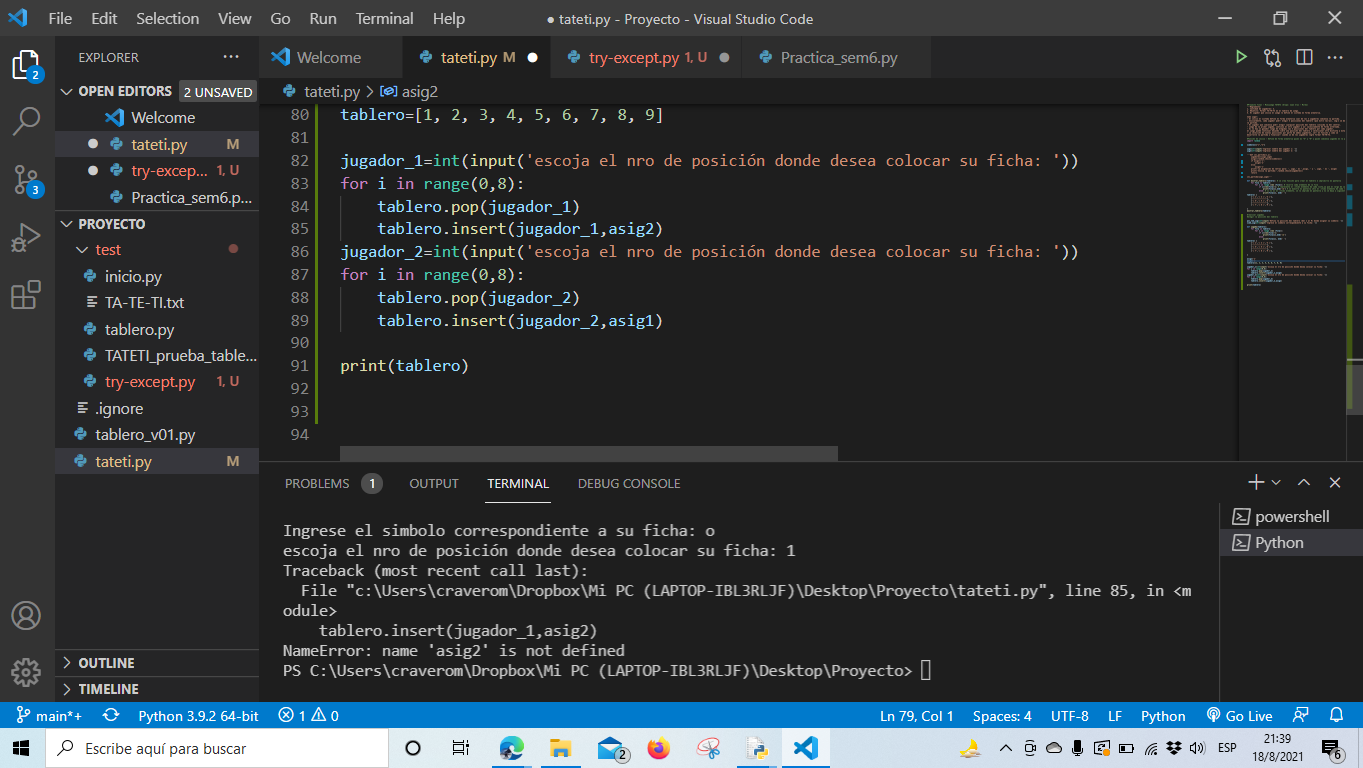 File Edit Selection View Go Run Terminal Help
● tateti.py - Proyecto - Visual Studio Code
EXPLORER
OPEN EDITORS 2 UNSAVED
Welcome
tateti.py M
try-excep... 1, U
Practica_sem6.p...
PROYECTO
test
inicio.py
TA-TE-TI.txt
tablero.py
TATETI_prueba_table...
try-except.py 1, U
.ignore
tablero_v01.py
tateti.py M
OUTLINE
TIMELINE
2
3
Welcome
tateti.py M
try-except.py 1, U
Practica_sem6.py
tateti.py > asig2
80 tablero=[1, 2, 3, 4, 5, 6, 7, 8, 9]
81
82 jugador_1=int(input('escoja el nro de posición donde desea colocar su ficha: '))
83 for i in range(0,8):
84 tablero.pop(jugador_1)
85 tablero.insert(jugador_1,asig2)
86 jugador_2=int(input('escoja el nro de posición donde desea colocar su ficha: '))
87 for i in range(0,8):
88 tablero.pop(jugador_2)
89 tablero.insert(jugador_2,asig1)
90
91 print(tablero)
92
93
94
PROBLEMS 1 OUTPUT TERMINAL DEBUG CONSOLE
Ingrese el simbolo correspondiente a su ficha: o
escoja el nro de posición donde desea colocar su ficha: 1
Traceback (most recent call last):
File "c:\Users\craverom\Dropbox\Mi PC (LAPTOP-IBL3RLJF)\Desktop\Proyecto\tateti.py", line 85, in <m
odule>
tablero.insert(jugador_1,asig2)
NameError: name 'asig2' is not defined
PS C:\Users\craverom\Dropbox\Mi PC (LAPTOP-IBL3RLJF)\Desktop\Proyecto>
powershell
Python
main*+ Python 3.9.2 64-bit 1 0 Ln 79, Col 1 Spaces: 4 UTF-8 LF Python Go Live
Escribe aquí para buscar
2
ESP
21:39
18/8/2021
6